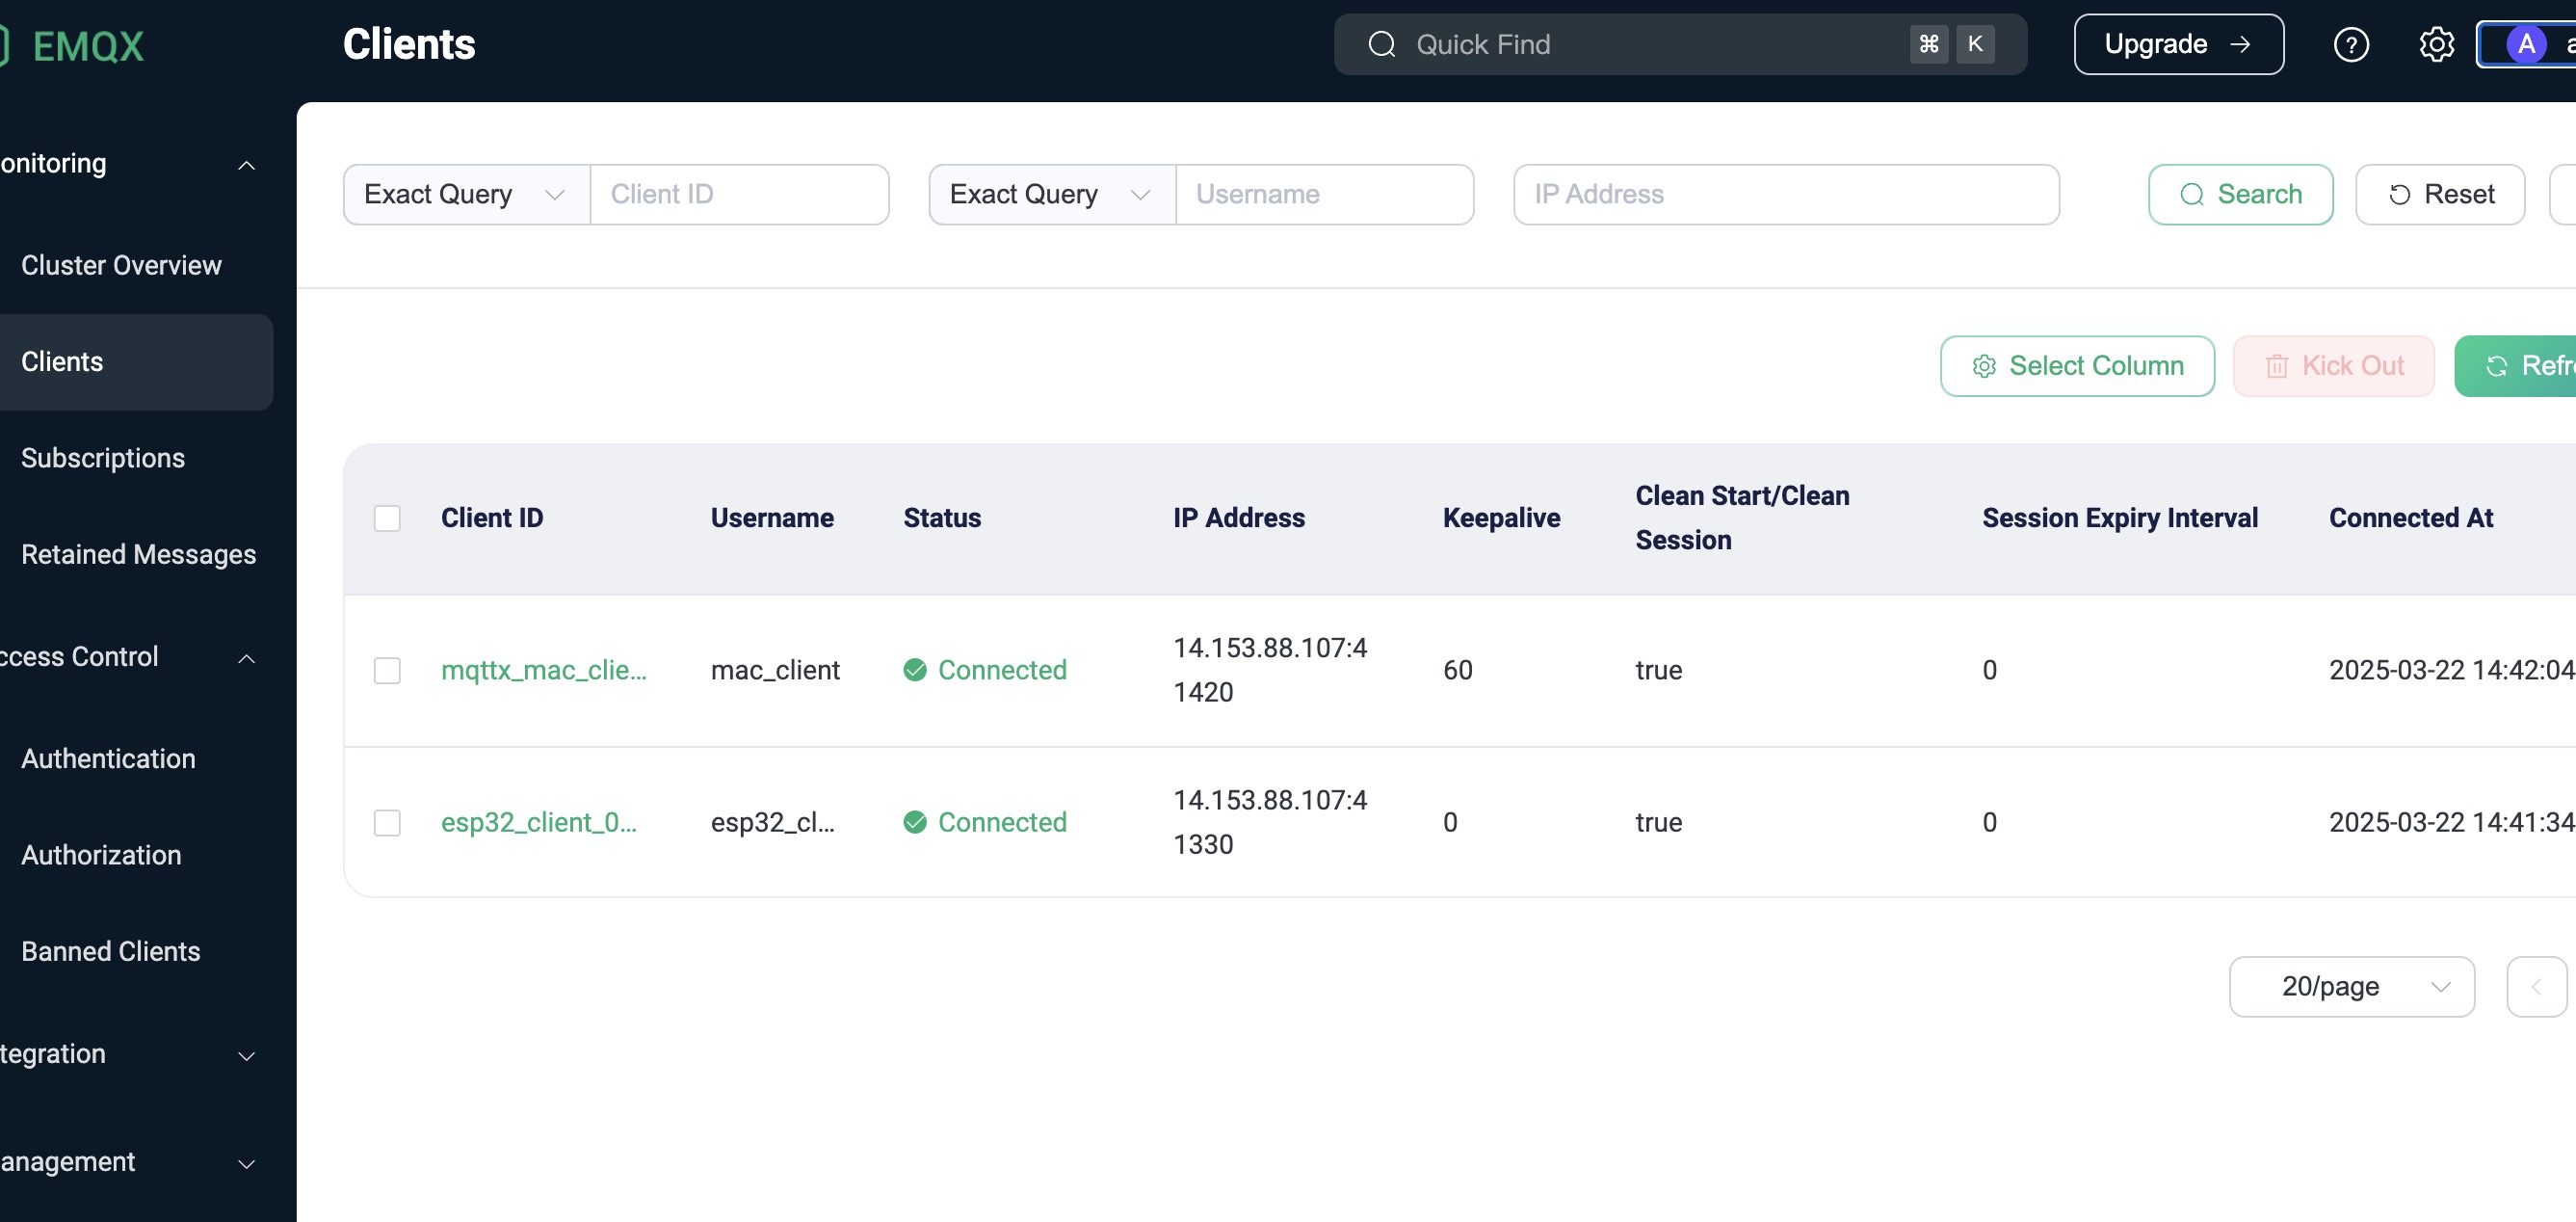 EMQX
Clients
Quick Find
⌘ K
Upgrade →
A
onitoring
Cluster Overview
Clients
Subscriptions
Retained Messages
ccess Control
Authentication
Authorization
Banned Clients
tegration
anagement
Exact Query Client ID
Exact Query Username
IP Address
Search
Reset
Select Column
Kick Out
Refr
Client ID Username Status IP Address Keepalive Clean Start/Clean Session Session Expiry Interval Connected At
mqttx_mac_clie... mac_client Connected 14.153.88.107:41420 60 true 0 2025-03-22 14:42:04
esp32_client_0... esp32_cl... Connected 14.153.88.107:41330 0 true 0 2025-03-22 14:41:34
20/page